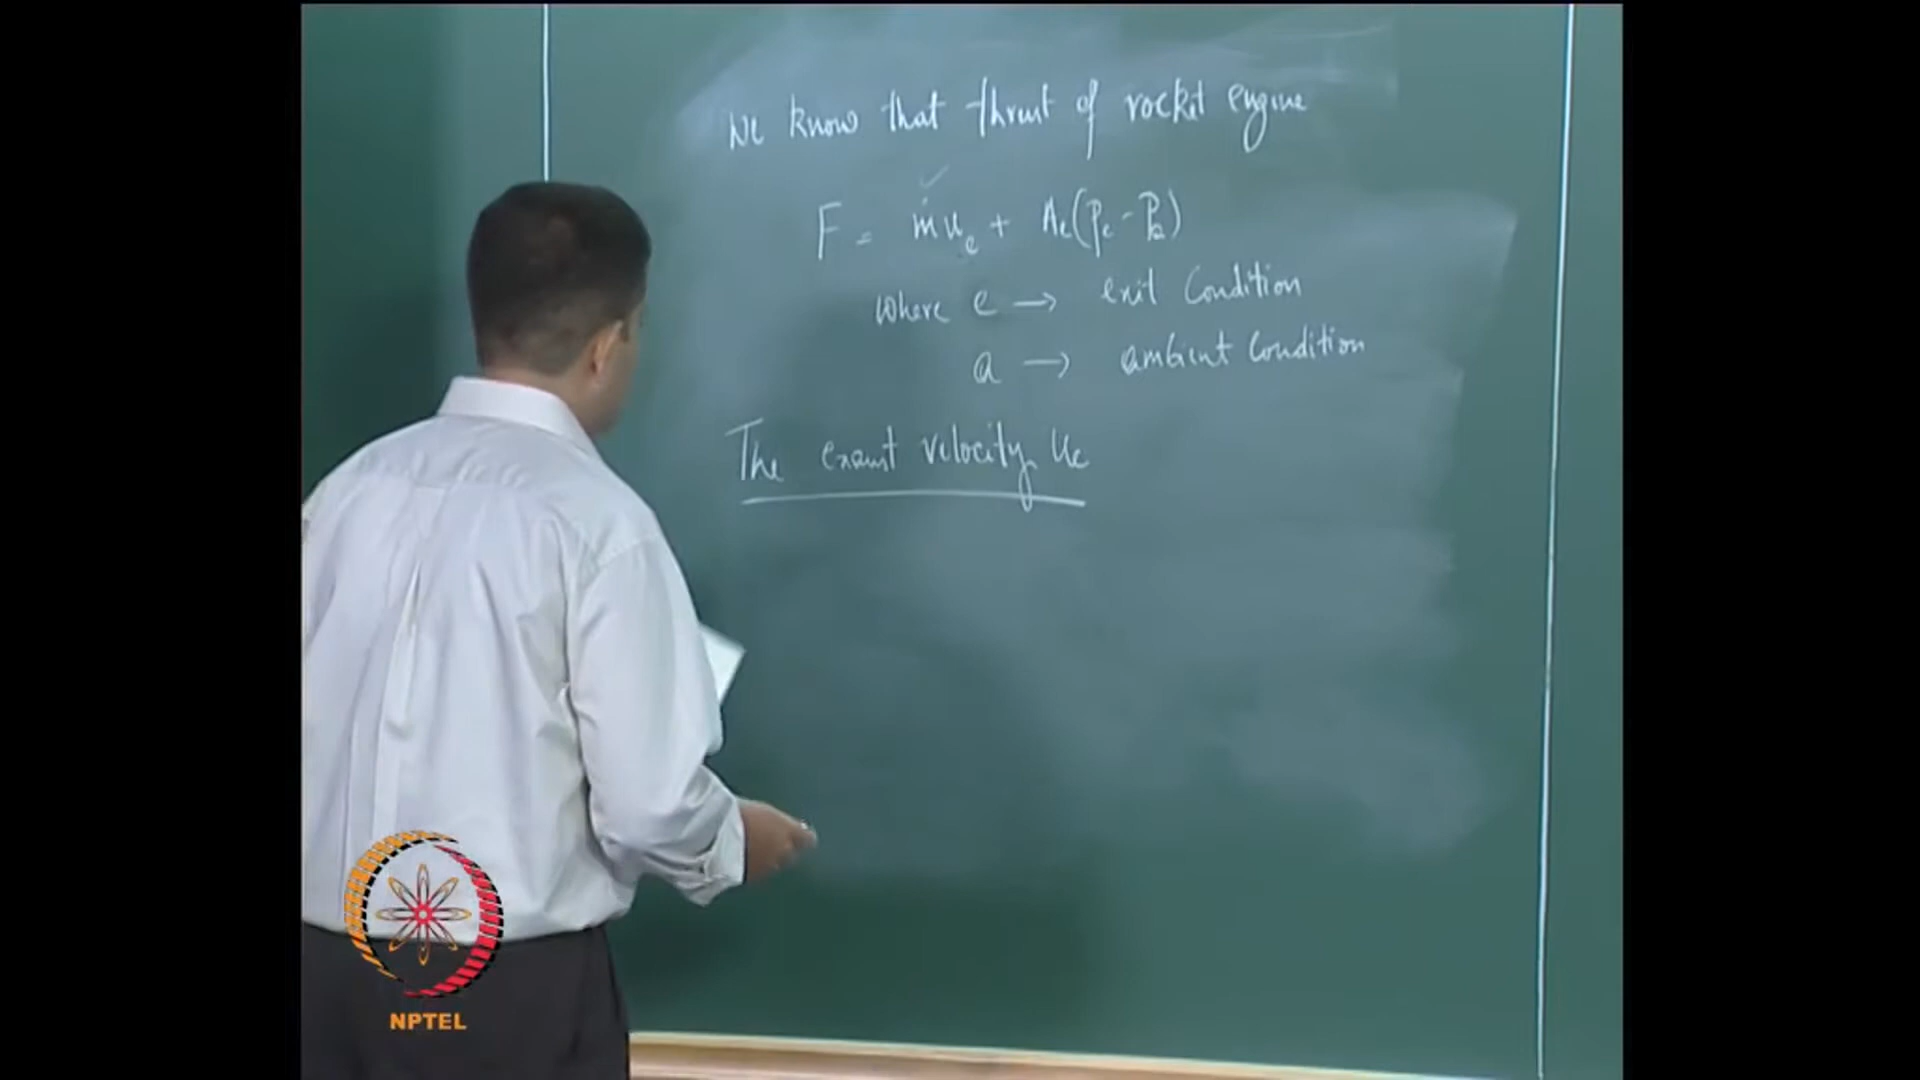 We know that thrust of rocket engine
F = ṁu_e + A_e(p_e - p_a)
where e → exit Condition
a → ambient Condition
The exaust velocity, u_e
NPTEL